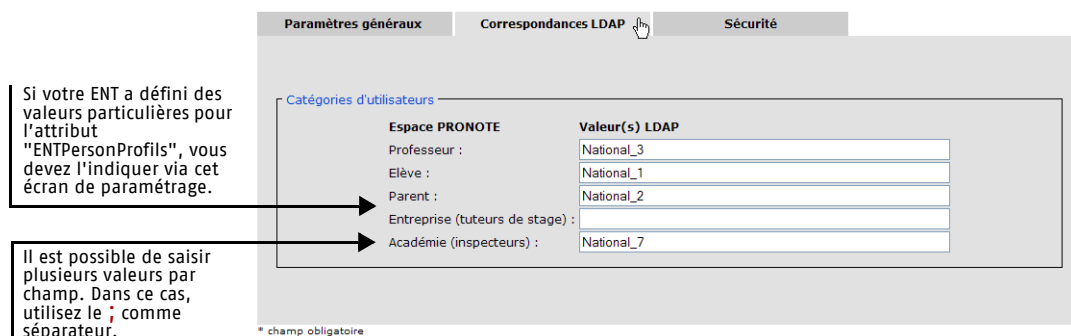 Paramètres généraux Correspondances LDAP Sécurité
Si votre ENT a défini des
valeurs particulières pour
l'attribut
"ENTPersonProfils", vous
devez l'indiquer via cet
écran de paramétrage.
Il est possible de saisir
plusieurs valeurs par
champ. Dans ce cas,
utilisez le ; comme
séparateur.
Catégories d'utilisateurs
Espace PRONOTE Valeur(s) LDAP
Professeur : National_3
Elève : National_1
Parent : National_2
Entreprise (tuteurs de stage) :
Académie (inspecteurs) : National_7
* champ obligatoire